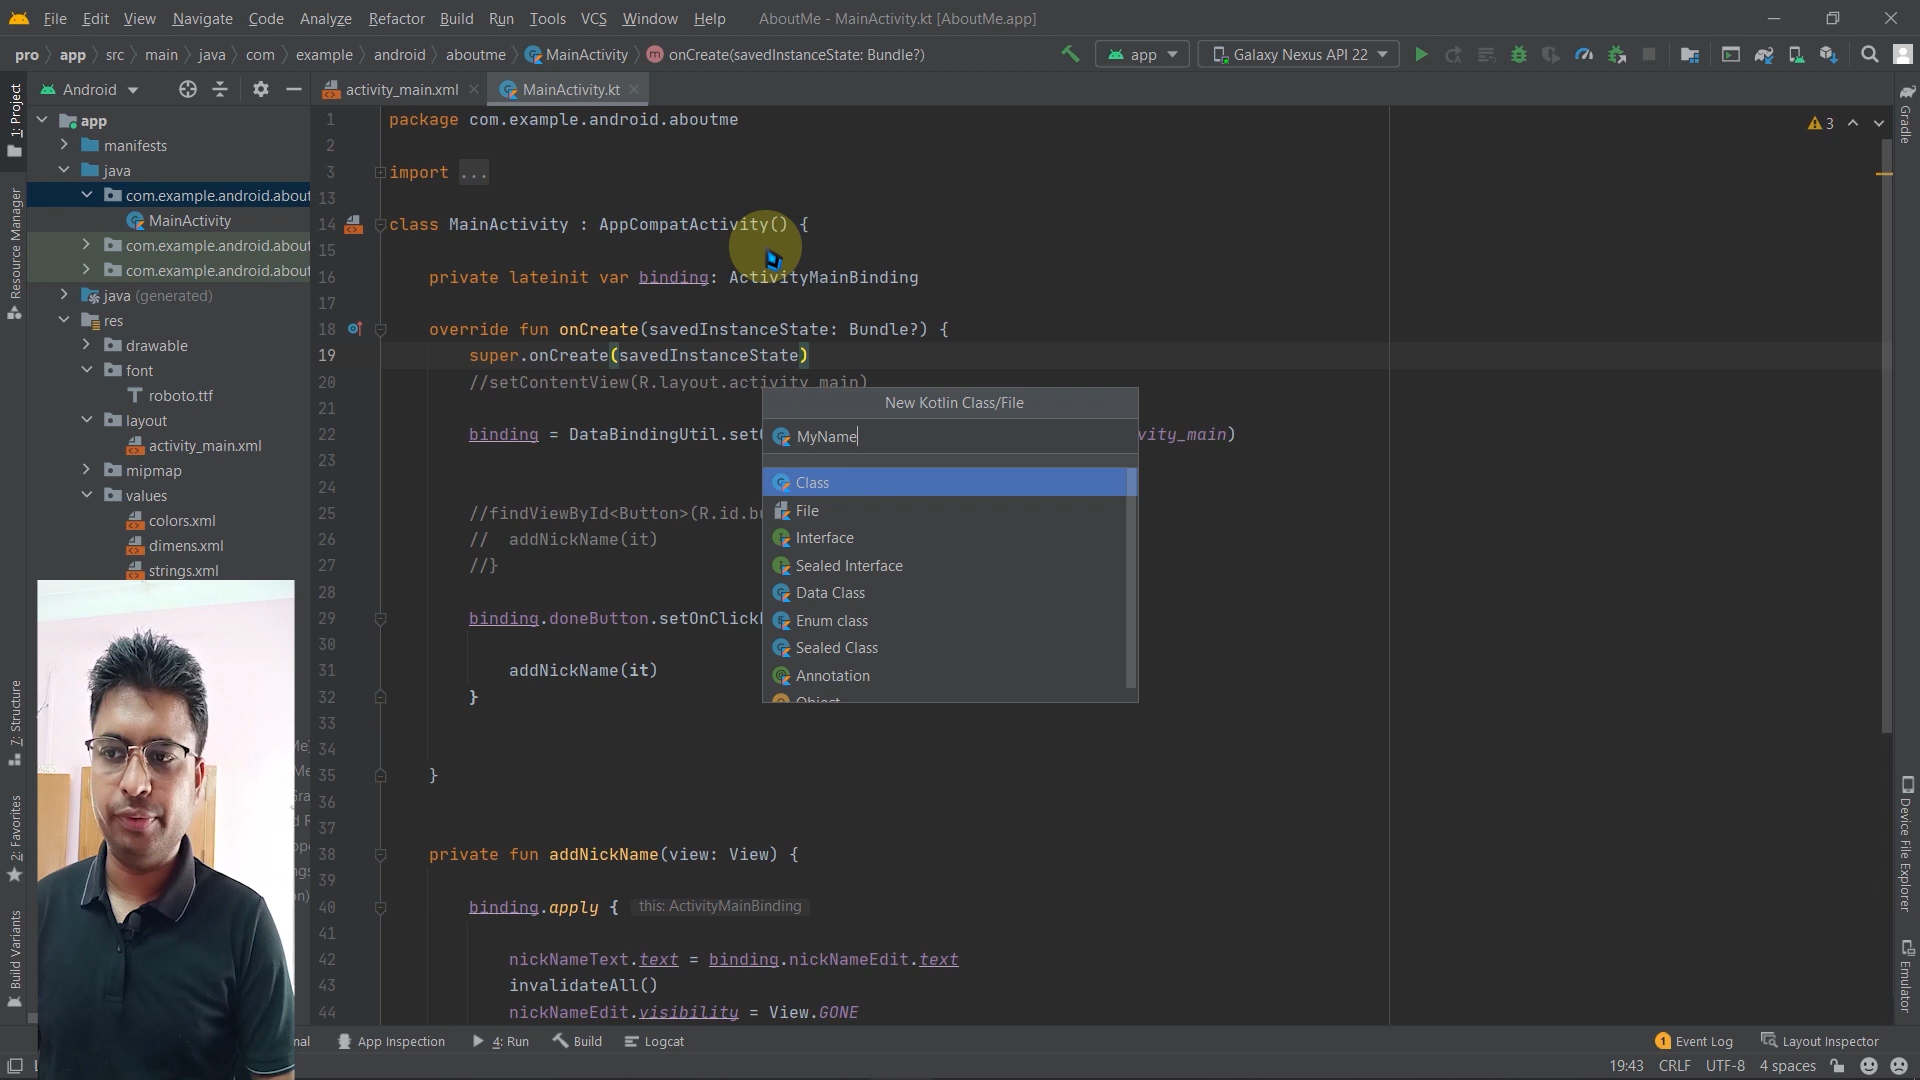 File Edit View Navigate Code Analyze Refactor Build Run Tools VCS Window Help AboutMe - MainActivity.kt [AboutMe.app]
pro app src main java com example android aboutme MainActivity onCreate(savedInstanceState: Bundle?) app Galaxy Nexus API 22
1: Project
Resource Manager
7: Structure
2: Favorites
Build Variants
Android
app
manifests
java
com.example.android.about
MainActivity
com.example.android.about
com.example.android.about
java (generated)
res
drawable
font
roboto.ttf
layout
activity_main.xml
mipmap
values
colors.xml
dimens.xml
strings.xml
activity_main.xml MainActivity.kt
1 package com.example.android.aboutme
2
3 import ...
13
14 class MainActivity : AppCompatActivity() {
15
16 private lateinit var binding: ActivityMainBinding
17
18 override fun onCreate(savedInstanceState: Bundle?) {
19 super.onCreate(savedInstanceState)
20 //setContentView(R.layout.activity_main)
21
22 binding = DataBindingUtil.setC vity_main)
23
24
25 //findViewById<Button>(R.id.bu
26 // addNickName(it)
27 //}
28
29 binding.doneButton.setOnClickL
30
31 addNickName(it)
32 }
33
34
35 }
36
37
38 private fun addNickName(view: View) {
39
40 binding.apply { this: ActivityMainBinding
41
42 nickNameText.text = binding.nickNameEdit.text
43 invalidateAll()
44 nickNameEdit.visibility = View.GONE
New Kotlin Class/File
MyName
Class
File
Interface
Sealed Interface
Data Class
Enum class
Sealed Class
Annotation
Object
3
Gradle
Device File Explorer
Emulator
nal App Inspection 4: Run Build Logcat 1 Event Log Layout Inspector
19:43 CRLF UTF-8 4 spaces